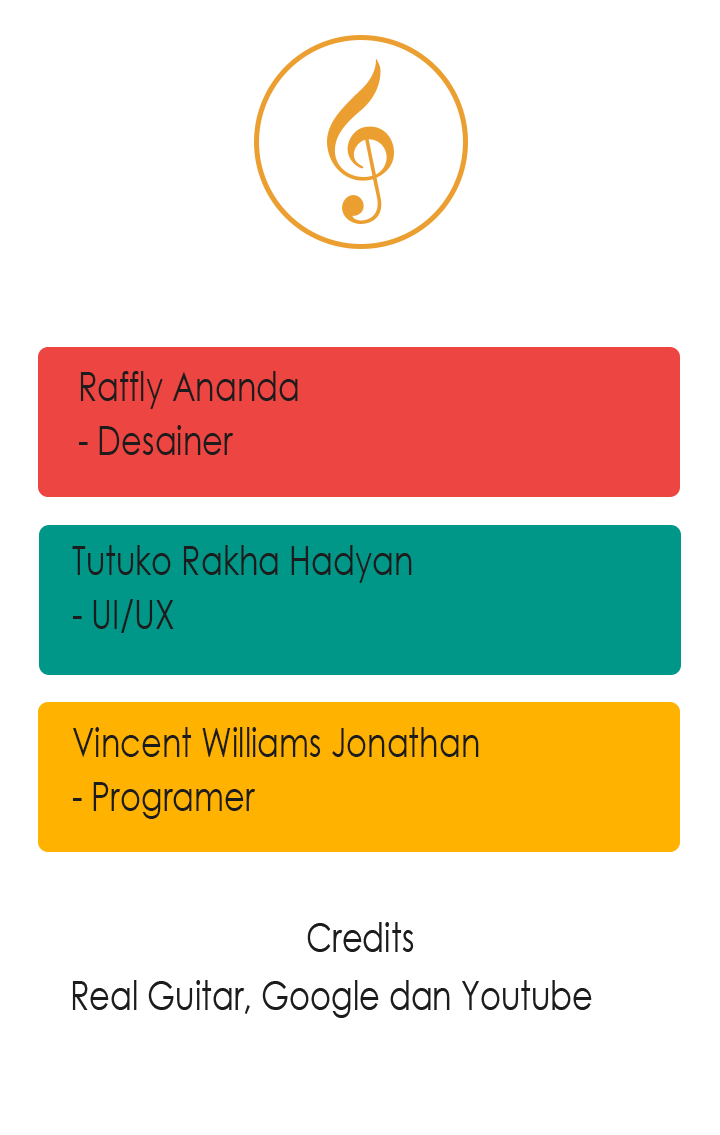 Raffly Ananda
- Desainer
Tutuko Rakha Hadyan
- UI/UX
Vincent Williams Jonathan
- Programer
Credits
Real Guitar, Google dan Youtube